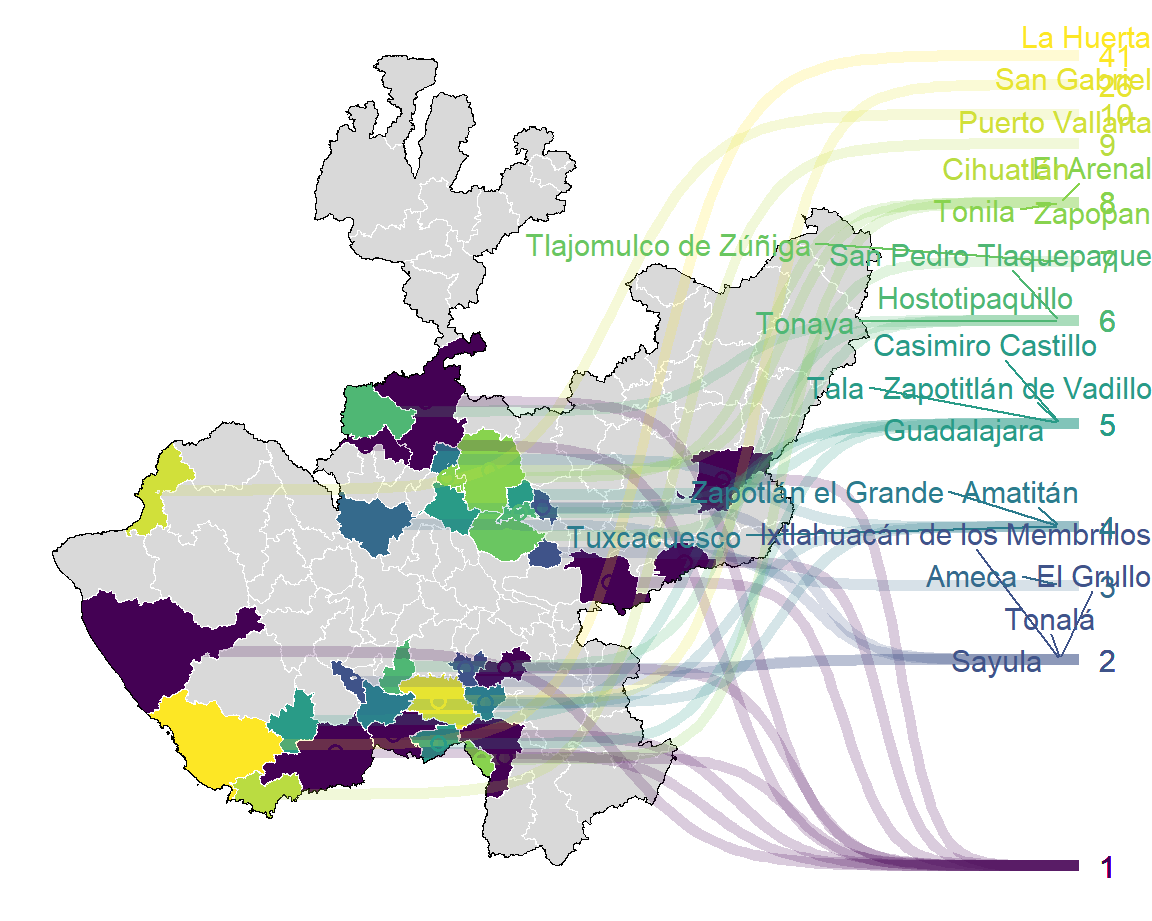 La Huerta
41
San Gabriel
26
Puerto Vallarta
10
9
Cihuatlán
El Arenal
Tonila
8
Zapopan
Tlajomulco de Zúñiga
San Pedro Tlaquepaque
7
Hostotipaquillo
Tonaya
6
Casimiro Castillo
Tala
Zapotitlán de Vadillo
Guadalajara
5
Zapotlán el Grande
Amatitán
Tuxcacuesco
Ixtlahuacán de los Membrillos
4
Ameca
El Grullo
3
Tonalá
Sayula
2
1